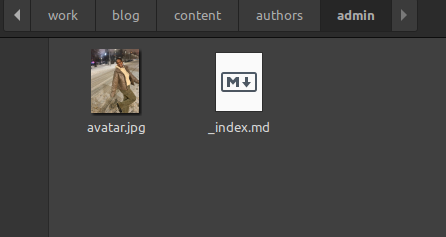 work blog content authors admin
avatar.jpg _index.md